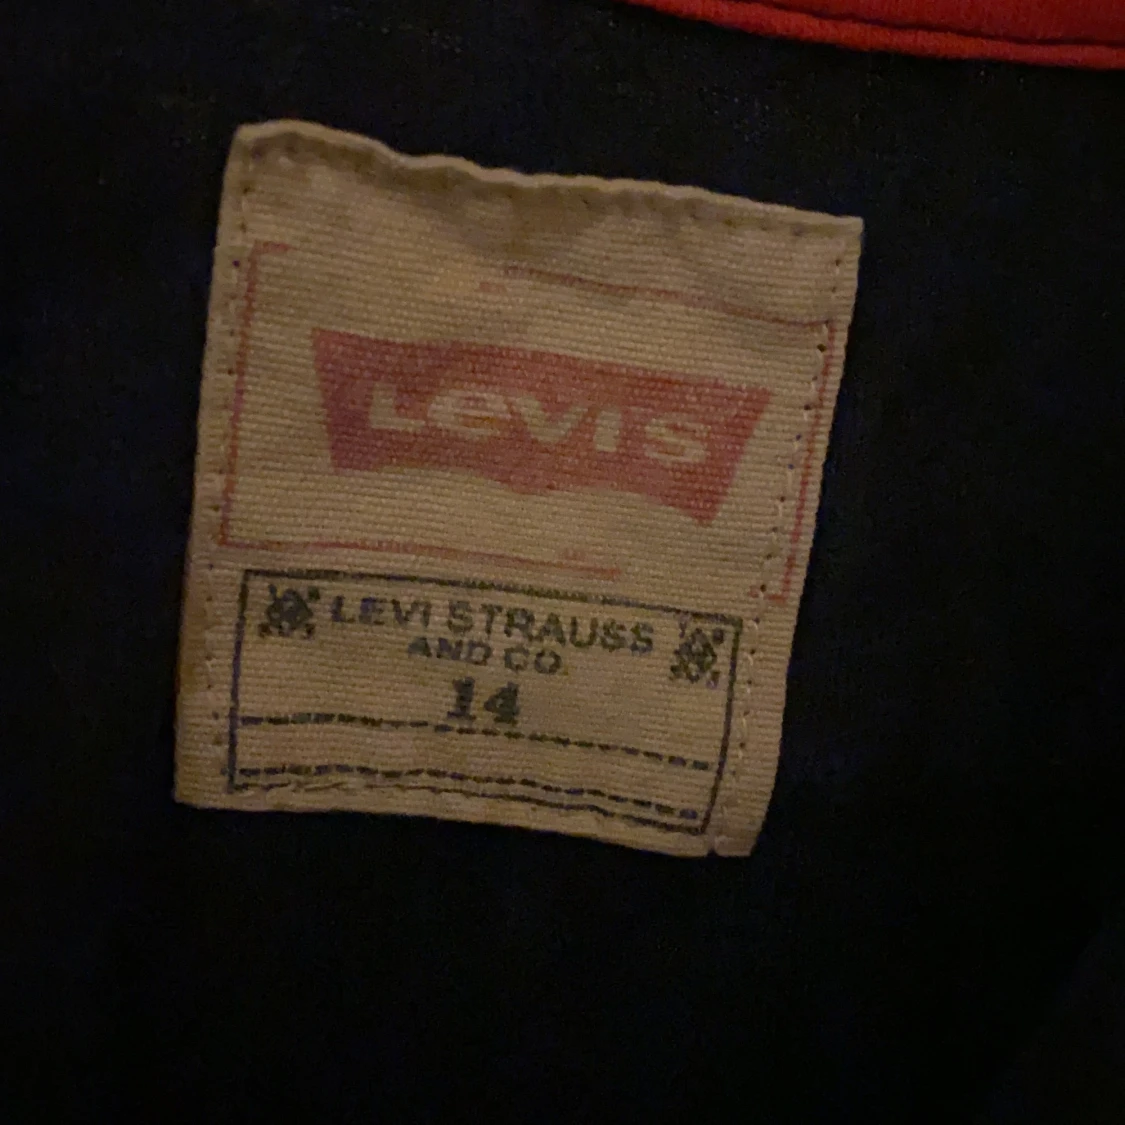 LeVI'S
LEVI STRAUSS
AND CO.
14